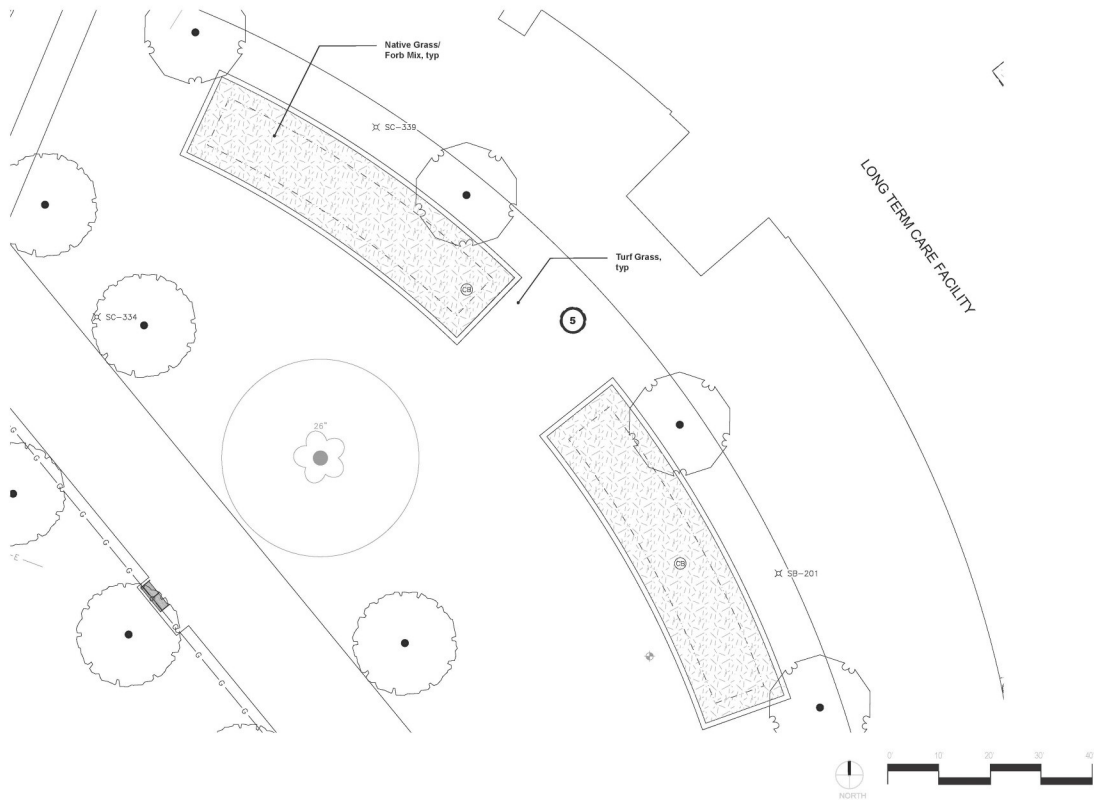 Native Grass/
Forb Mix, typ
SC-339
LONG TERM CARE FACILITY
CB
Turf Grass,
typ
SC-334
5
26"
G
G
G
G
CB
E
SB-201
G
G
G
G
G
0'
10'
20'
30'
40'
NORTH